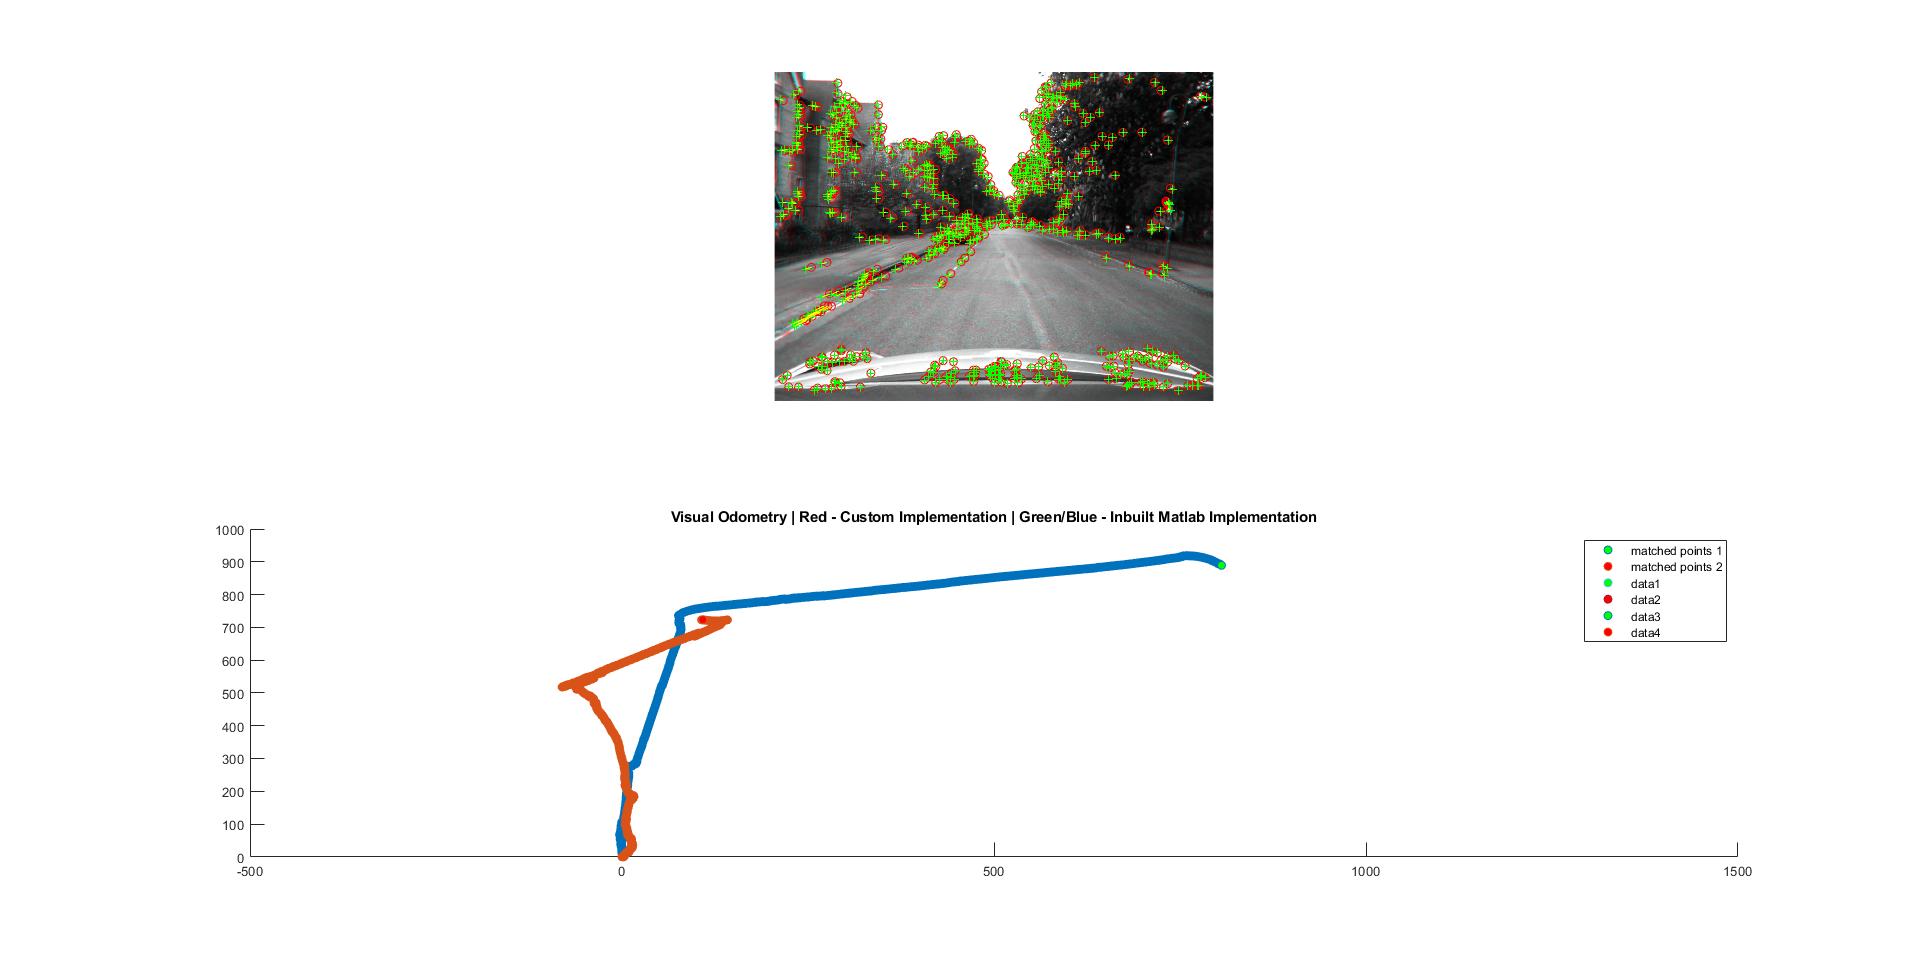 Visual Odometry | Red - Custom Implementation | Green/Blue - Inbuilt Matlab Implementation
1000
900
800
700
600
500
400
300
200
100
0
-500
0
500
1000
1500
matched points 1
matched points 2
data1
data2
data3
data4